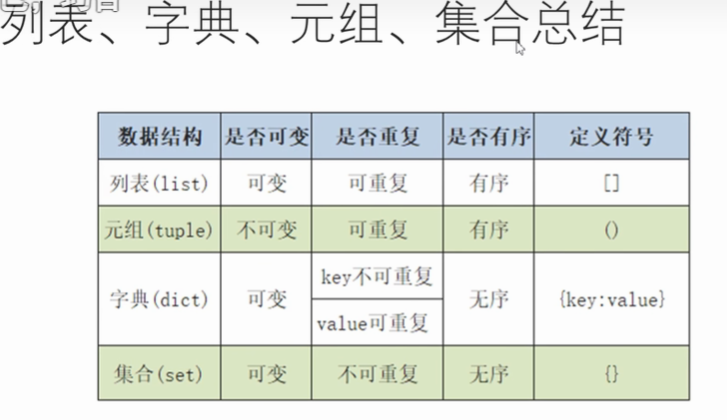 列表、字典、元组、集合总结
数据结构 是否可变 是否重复 是否有序 定义符号
列表(list) 可变 可重复 有序 []
元组(tuple) 不可变 可重复 有序 ()
字典(dict) 可变 key不可重复 无序 {key:value}
value可重复
集合(set) 可变 不可重复 无序 {}